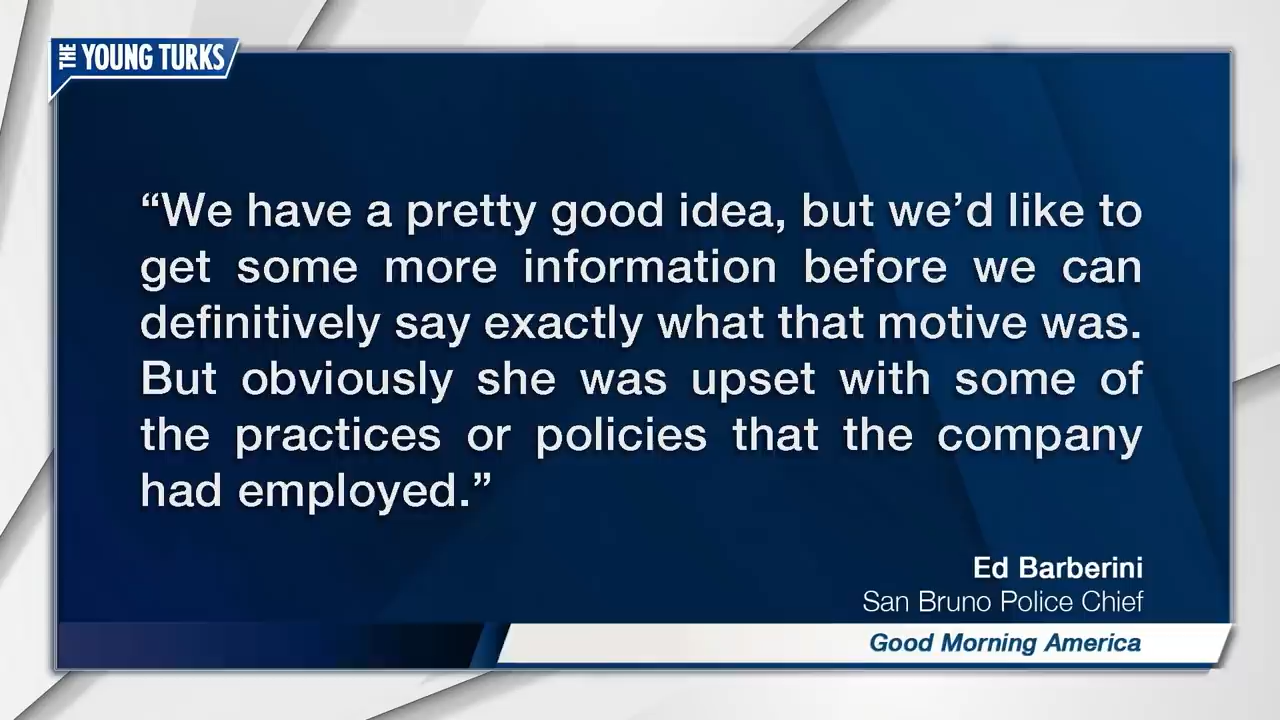 THE YOUNG TURKS
“We have a pretty good idea, but we’d like to
get some more information before we can
definitively say exactly what that motive was.
But obviously she was upset with some of
the practices or policies that the company
had employed.”
Ed Barberini
San Bruno Police Chief
Good Morning America